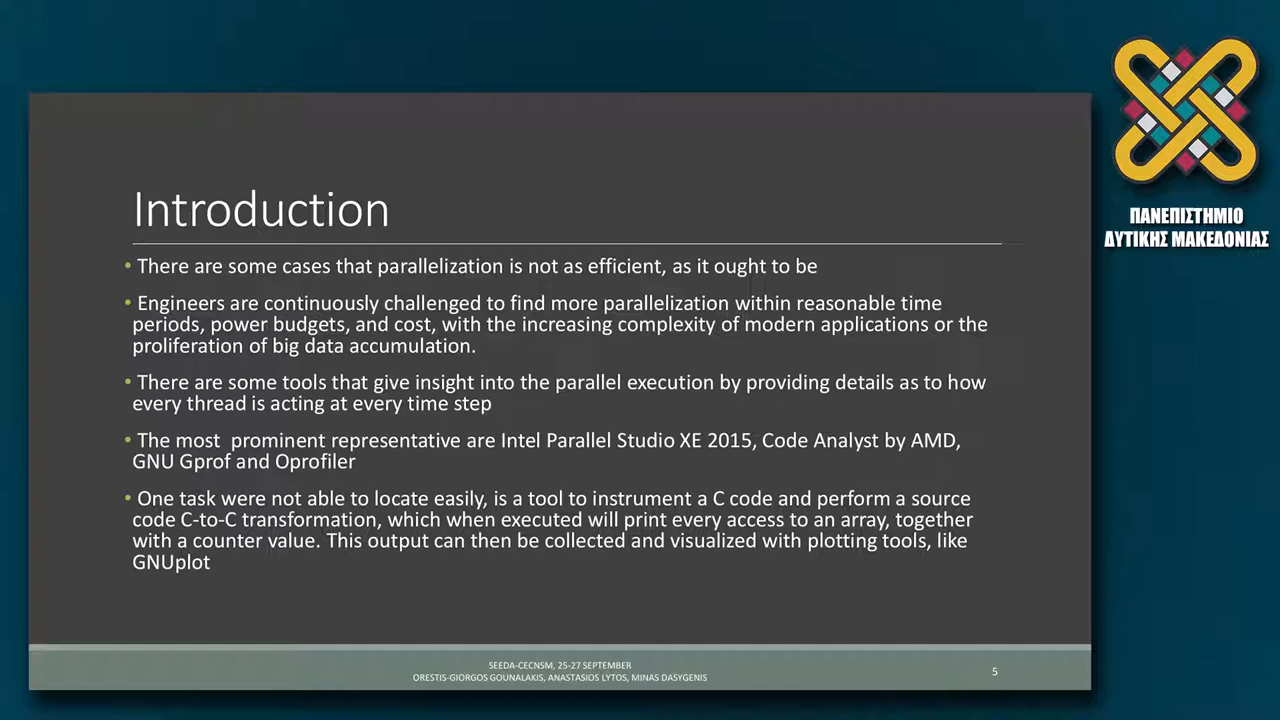 ΠΑΝΕΠΙΣΤΗΜΙΟ
ΔΥΤΙΚΗΣ ΜΑΚΕΔΟΝΙΑΣ
Introduction
• There are some cases that parallelization is not as efficient, as it ought to be
• Engineers are continuously challenged to find more parallelization within reasonable time
periods, power budgets, and cost, with the increasing complexity of modern applications or the
proliferation of big data accumulation.
• There are some tools that give insight into the parallel execution by providing details as to how
every thread is acting at every time step
• The most  prominent representative are Intel Parallel Studio XE 2015, Code Analyst by AMD,
GNU Gprof and Oprofiler
• One task were not able to locate easily, is a tool to instrument a C code and perform a source
code C-to-C transformation, which when executed will print every access to an array, together
with a counter value. This output can then be collected and visualized with plotting tools, like
GNUplot
SEEDA-CECNSM, 25-27 SEPTEMBER
ORESTIS-GIORGOS GOUNALAKIS, ANASTASIOS LYTOS, MINAS DASYGENIS
5